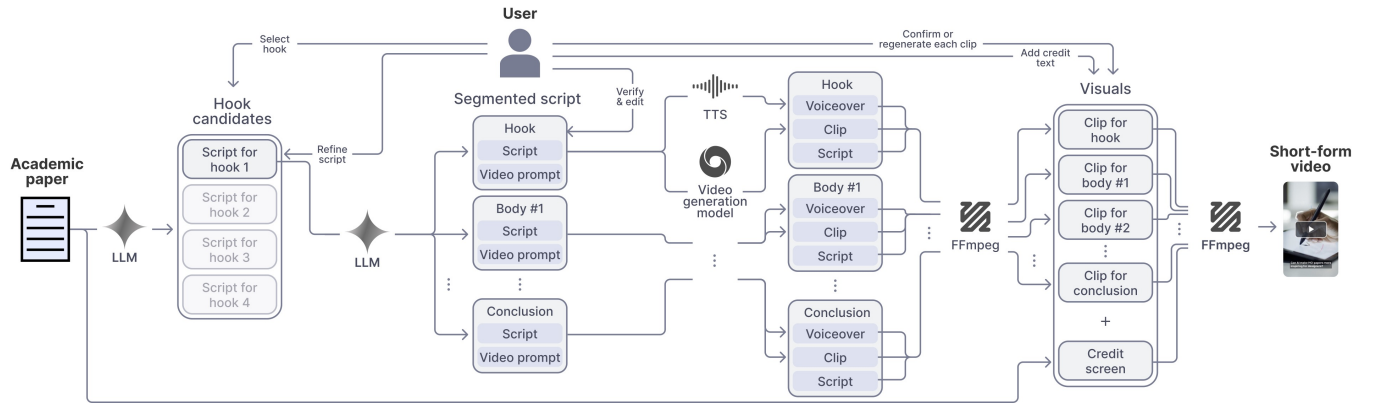 User
Select
hook
Confirm or
regenerate each clip
Add credit
text
Hook
candidates
Segmented script
Verify
& edit
TTS
Visuals
Refine
script
Academic
paper
LLM
Script for
hook 1
Script for
hook 2
Script for
hook 3
Script for
hook 4
LLM
Hook
Script
Video prompt
Body #1
Script
Video prompt
Conclusion
Script
Video prompt
Video
generation
model
Hook
Voiceover
Clip
Script
Body #1
Voiceover
Clip
Script
Conclusion
Voiceover
Clip
Script
FFmpeg
Clip for
hook
Clip for
body #1
Clip for
body #2
Clip for
conclusion
+
Credit
screen
FFmpeg
Short-form
video